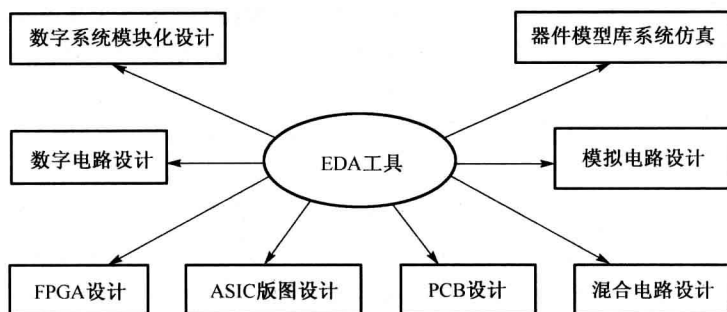 数字系统模块化设计
器件模型库系统仿真
数字电路设计
EDA工具
模拟电路设计
FPGA设计
ASIC版图设计
PCB设计
混合电路设计